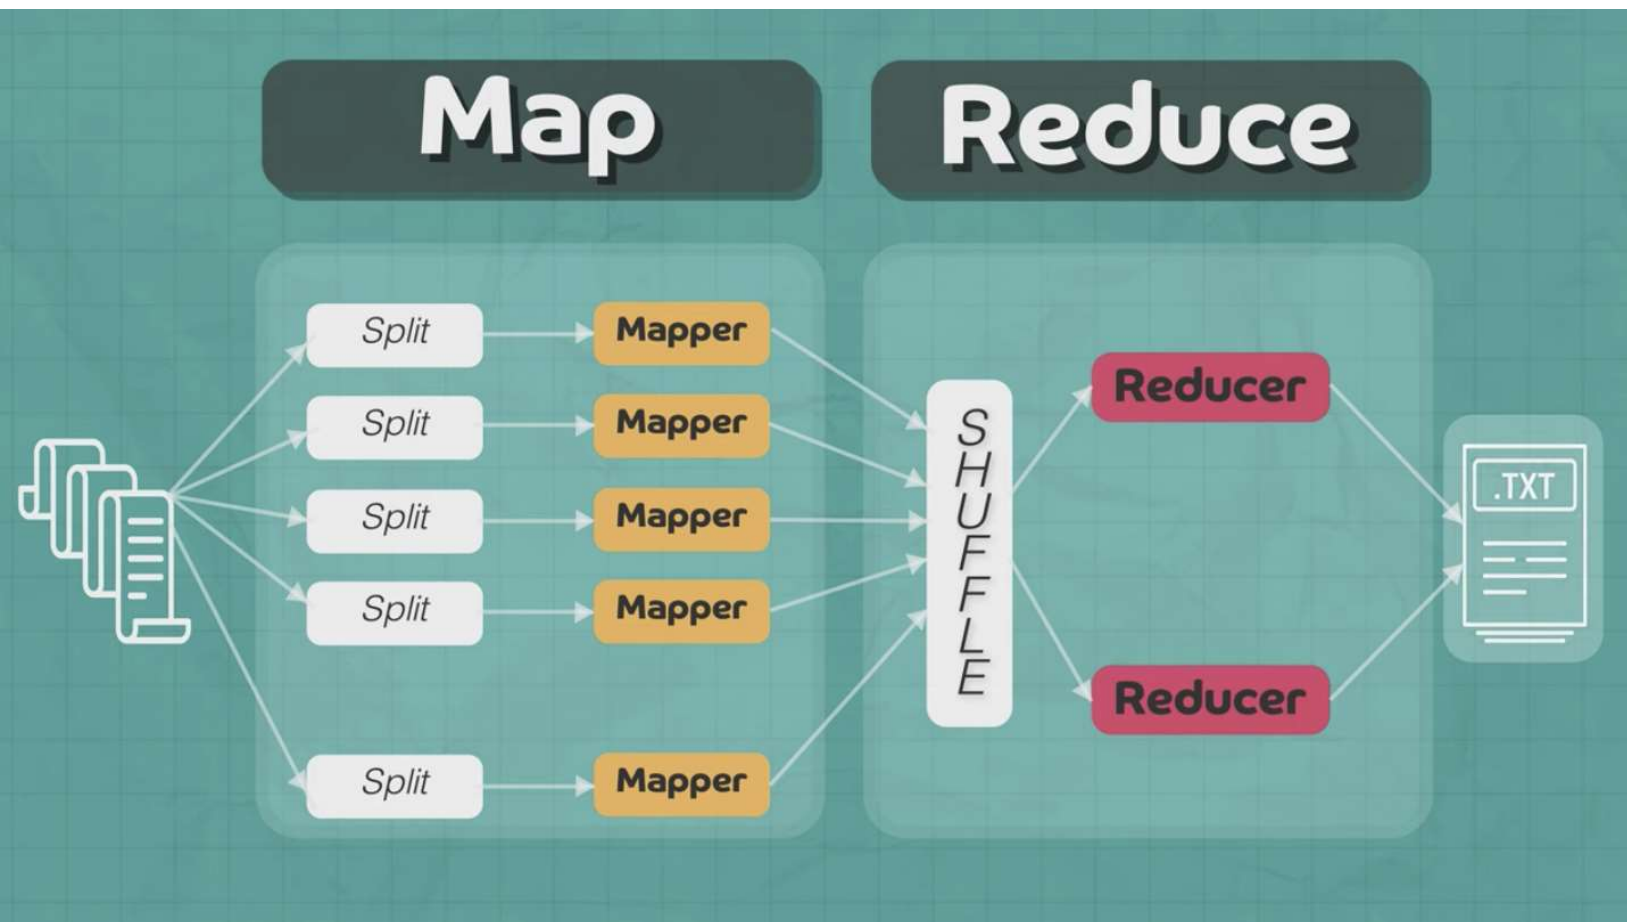 Map
Reduce
Split
Mapper
Split
Mapper
Split
Mapper
Split
Mapper
Split
Mapper
SHUFFLE
Reducer
Reducer
.TXT